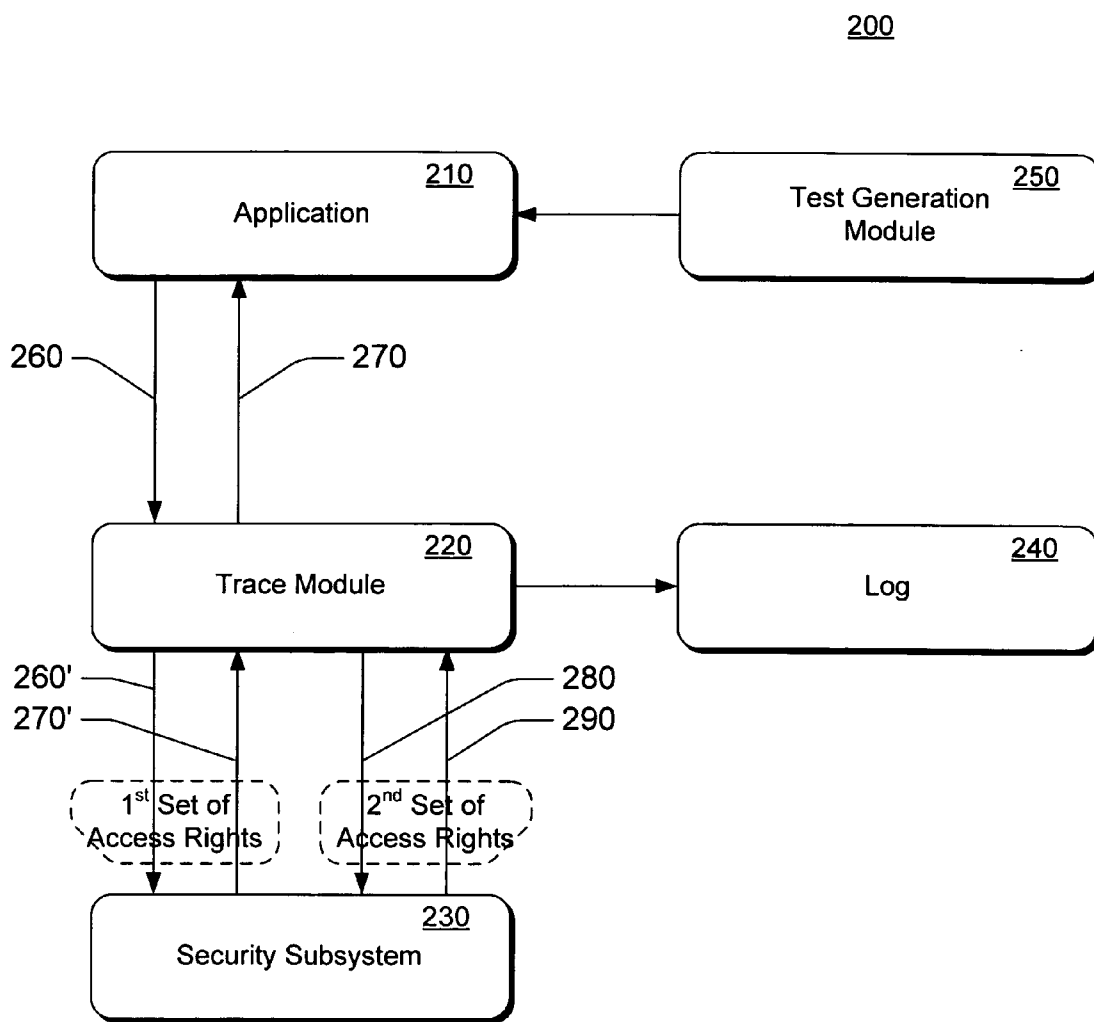 200
210
Application
250
Test Generation
Module
260
270
220
Trace Module
240
Log
260'
270'
280
290
1st Set of
Access Rights
2nd Set of
Access Rights
230
Security Subsystem